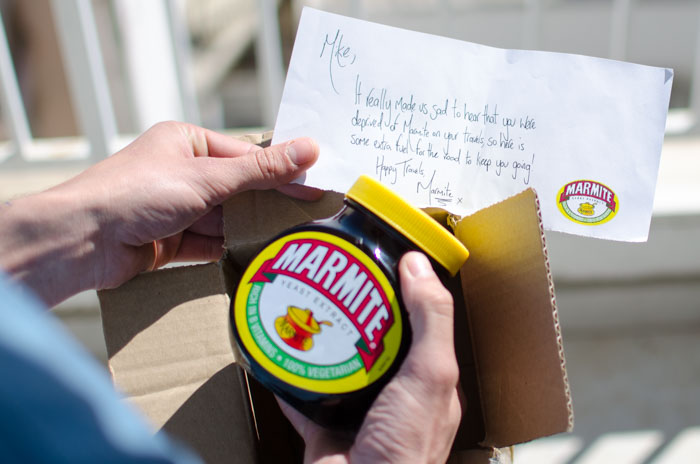 Mike,
It really made us sad to hear that you were
deprived of Marmite on your travels, so here is
some extra fuel for the road to keep you going!
Happy Travels,
Marmite x
MARMITE
YEAST EXTRACT
MARMITE
YEAST EXTRACT
RICH IN B VITAMINS • 100% VEGETARIAN